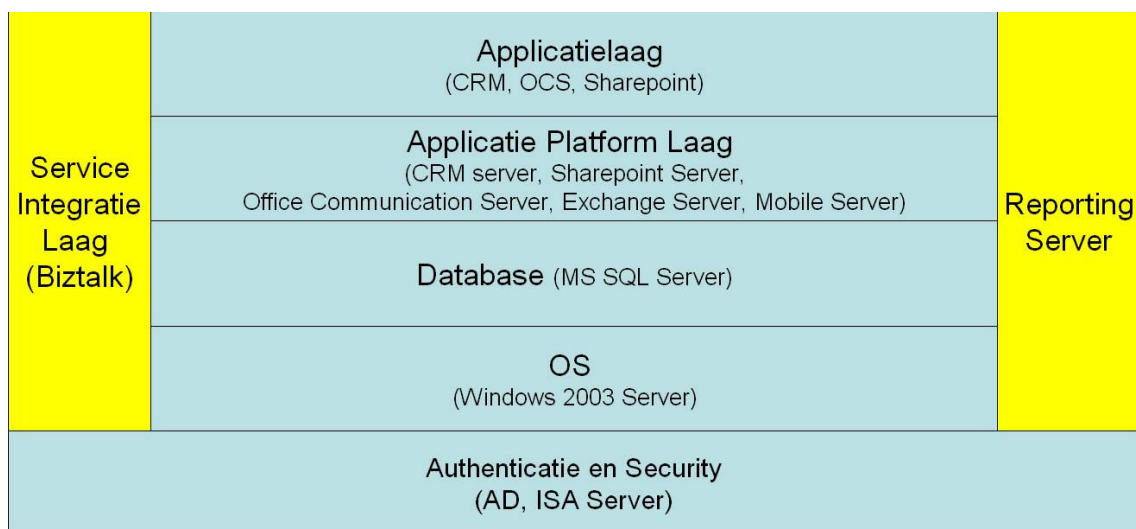 Service
Integratie
Laag
(Biztalk)
Applicatielaag
(CRM, OCS, Sharepoint)
Applicatie Platform Laag
(CRM server, Sharepoint Server,
Office Communication Server, Exchange Server, Mobile Server)
Database (MS SQL Server)
OS
(Windows 2003 Server)
Reporting
Server
Authenticatie en Security
(AD, ISA Server)